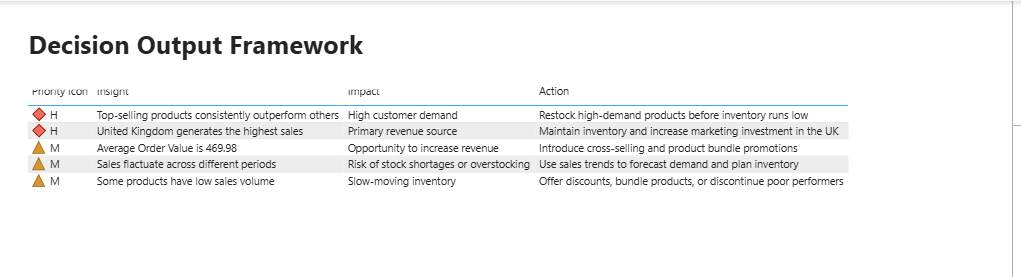 Decision Output Framework
Priority Icon Insight Impact Action
H Top-selling products consistently outperform others High customer demand Restock high-demand products before inventory runs low
H United Kingdom generates the highest sales Primary revenue source Maintain inventory and increase marketing investment in the UK
M Average Order Value is 469.98 Opportunity to increase revenue Introduce cross-selling and product bundle promotions
M Sales flactuate across different periods Risk of stock shortages or overstocking Use sales trends to forecast demand and plan inventory
M Some products have low sales volume Slow-moving inventory Offer discounts, bundle products, or discontinue poor performers